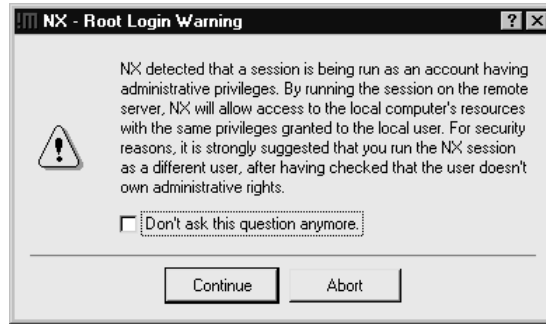 !M NX - Root Login Warning
NX detected that a session is being run as an account having
administrative privileges. By running the session on the remote
server, NX will allow access to the local computer's resources
with the same privileges granted to the local user. For security
reasons, it is strongly suggested that you run the NX session
as a different user, after having checked that the user doesn't
own administrative rights.
Don't ask this question anymore.
Continue Abort